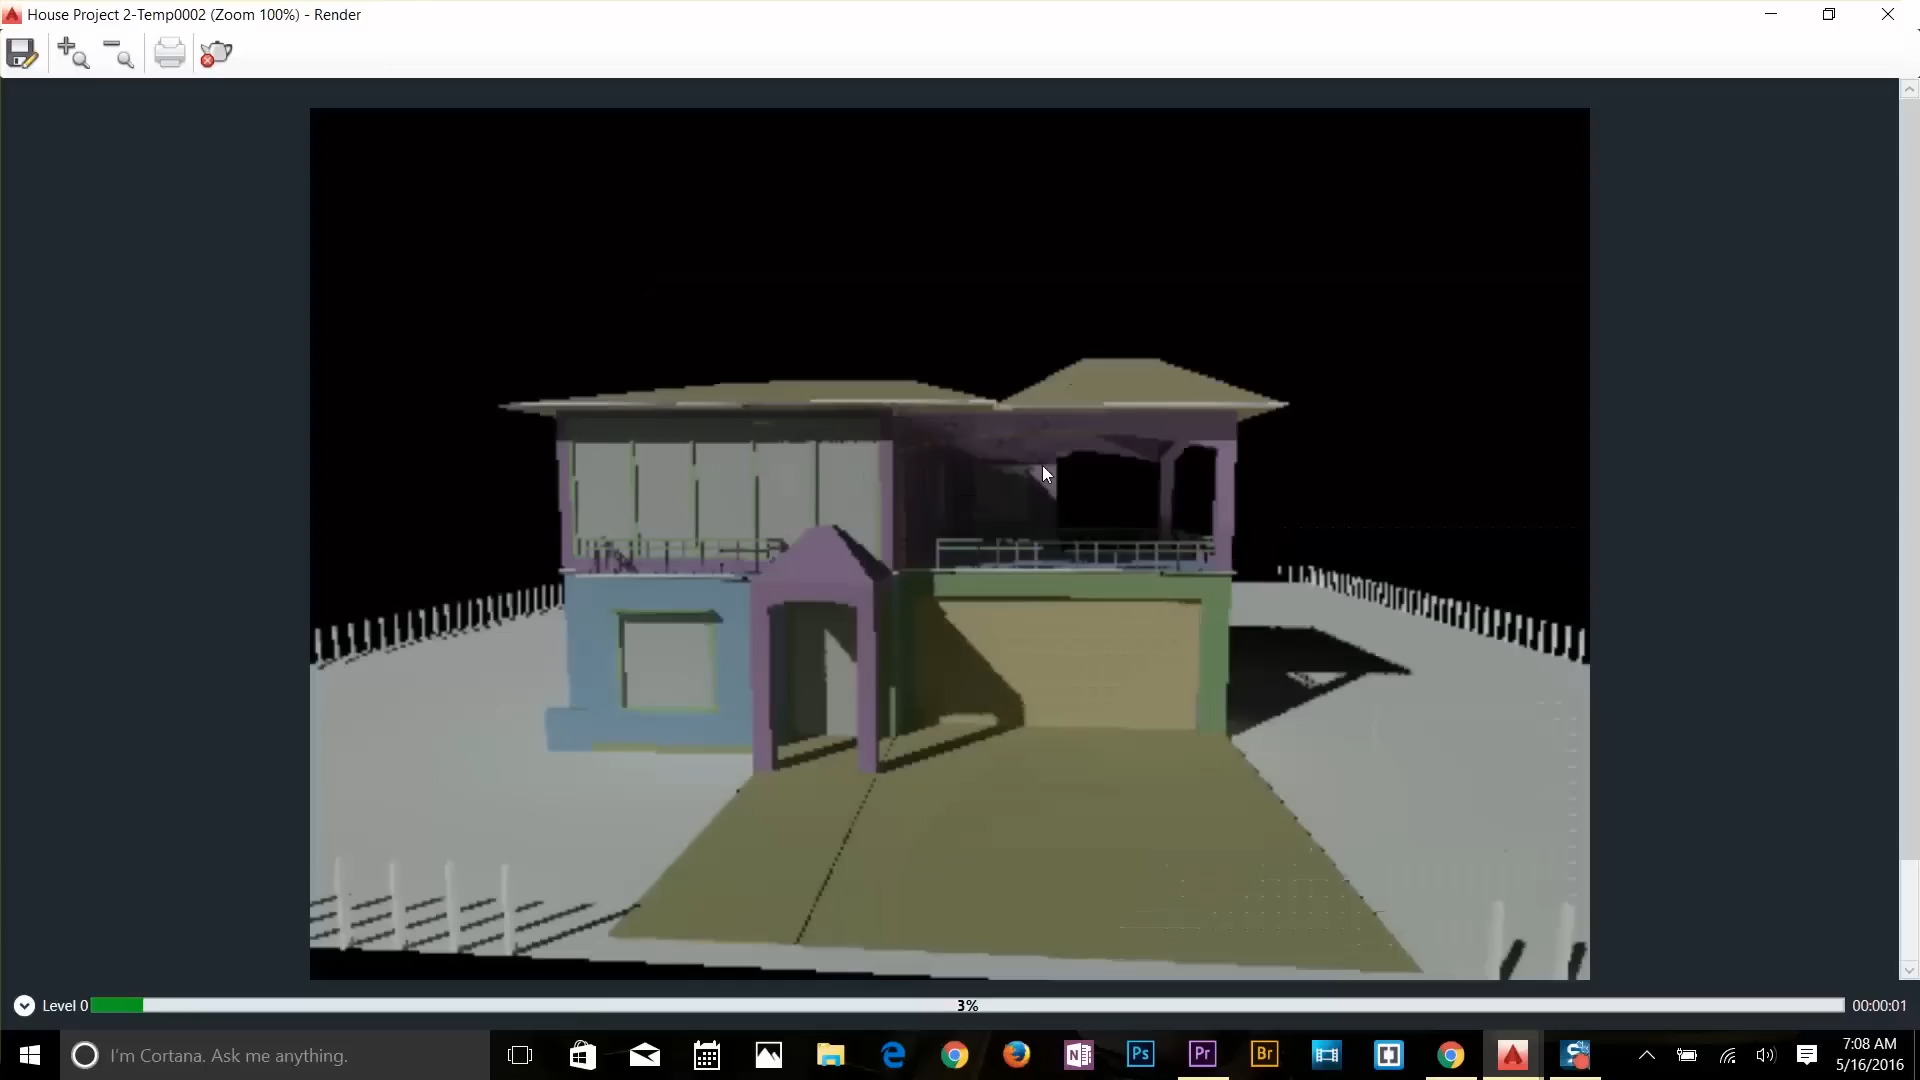 House Project 2-Temp0002 (Zoom 100%) - Render
Level 0
3%
00:00:01
I'm Cortana. Ask me anything.
N
Ps
Pr
Br
7:08 AM
5/16/2016